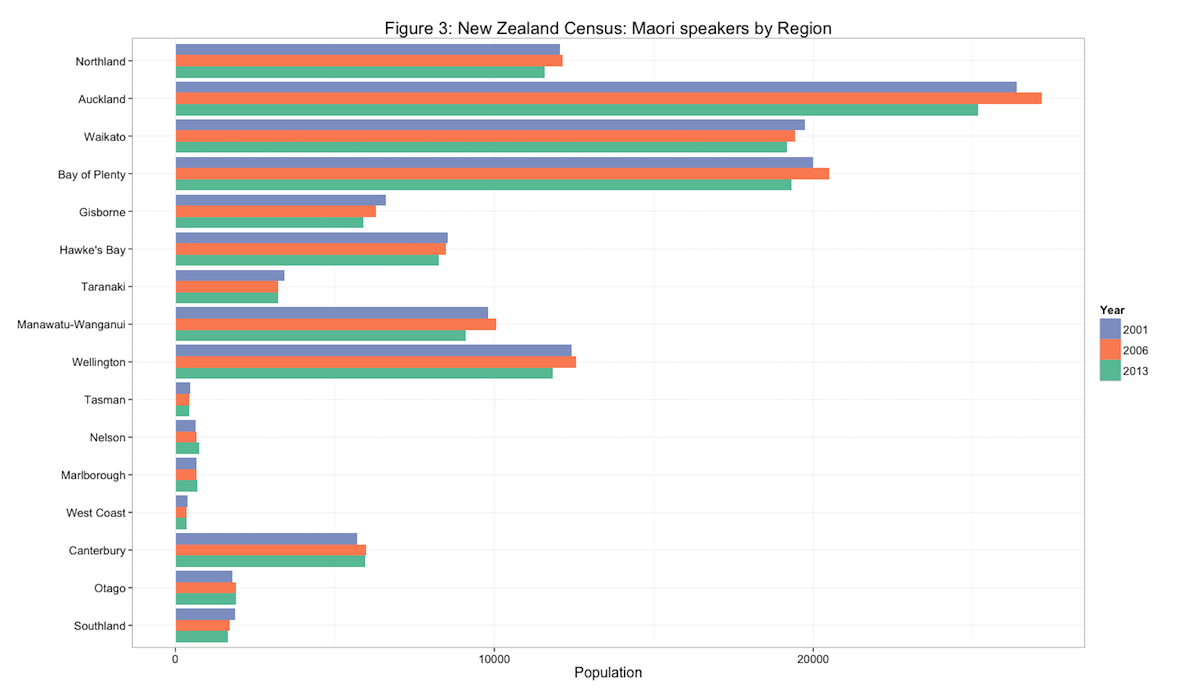 Figure 3: New Zealand Census: Maori speakers by Region
Northland
Auckland
Waikato
Bay of Plenty
Gisborne
Hawke's Bay
Taranaki
Manawatu-Wanganui
Wellington
Tasman
Nelson
Marlborough
West Coast
Canterbury
Otago
Southland
0 10000 20000
Population
Year
2001
2006
2013